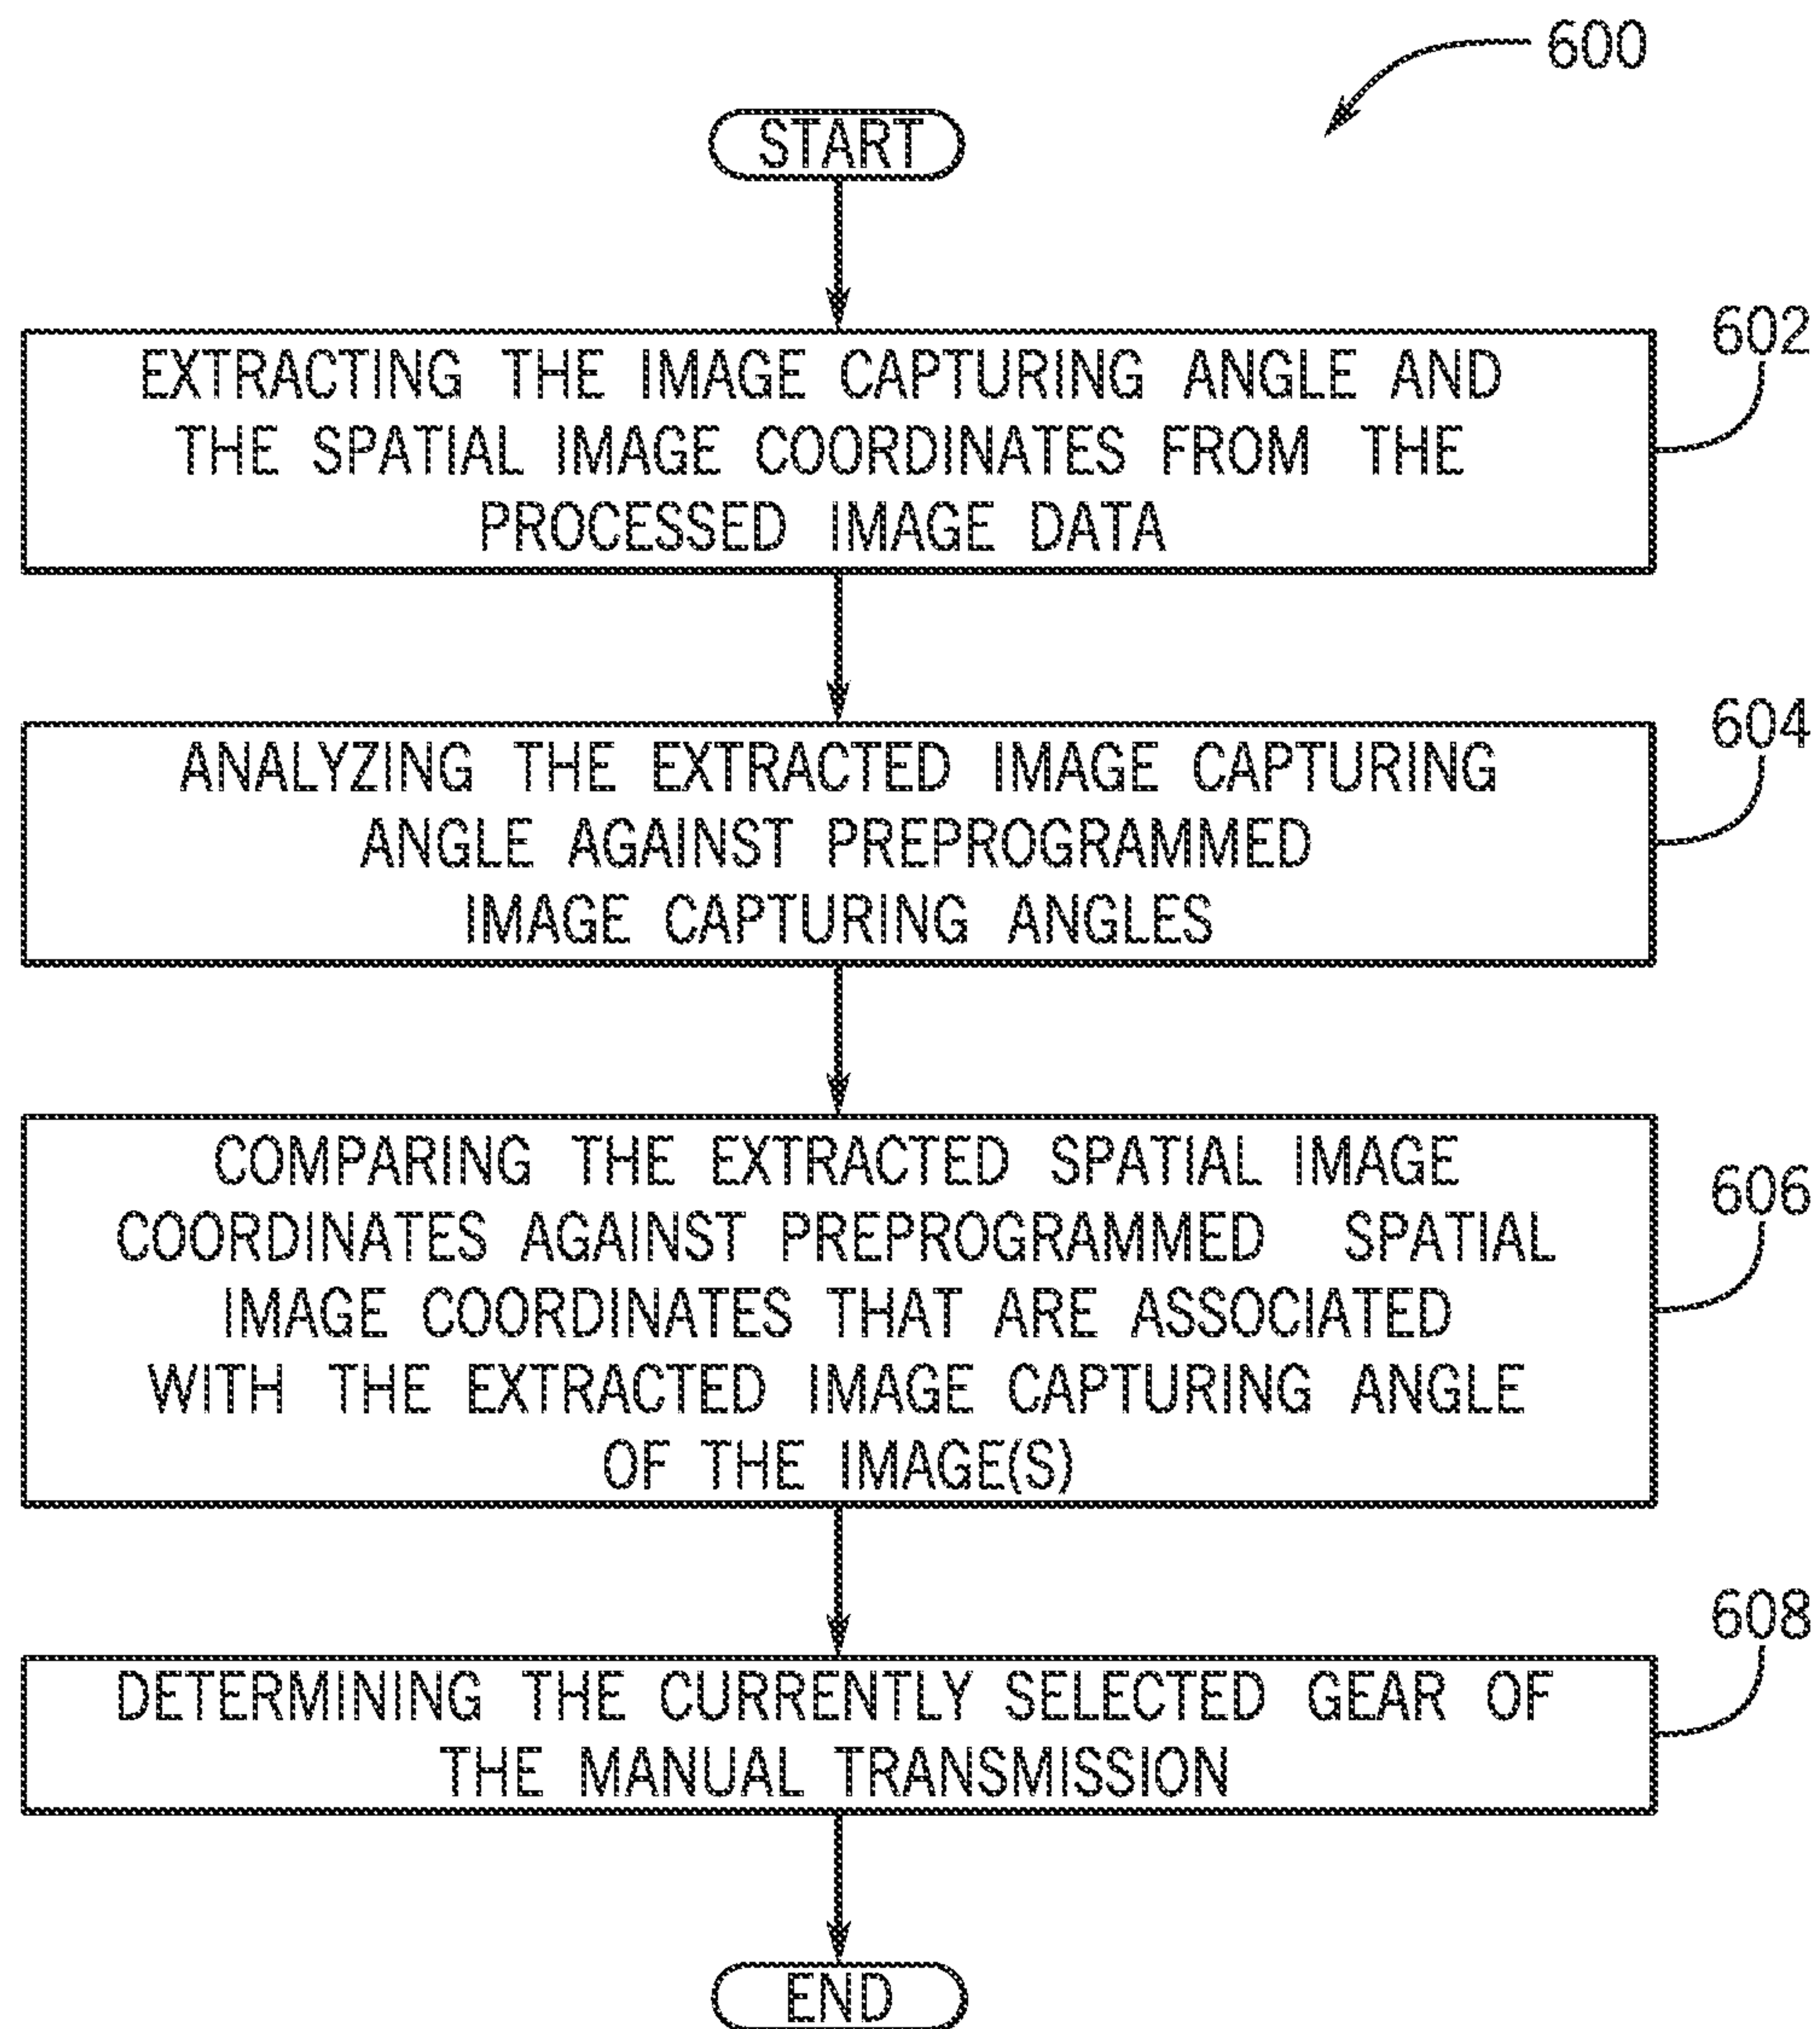 600
START
602
EXTRACTING THE IMAGE CAPTURING ANGLE AND
THE SPATIAL IMAGE COORDINATES FROM THE
PROCESSED IMAGE DATA
604
ANALYZING THE EXTRACTED IMAGE CAPTURING
ANGLE AGAINST PREPROGRAMMED
IMAGE CAPTURING ANGLES
606
COMPARING THE EXTRACTED SPATIAL IMAGE
COORDINATES AGAINST PREPROGRAMMED SPATIAL
IMAGE COORDINATES THAT ARE ASSOCIATED
WITH THE EXTRACTED IMAGE CAPTURING ANGLE
OF THE IMAGE(S)
608
DETERMINING THE CURRENTLY SELECTED GEAR OF
THE MANUAL TRANSMISSION
END